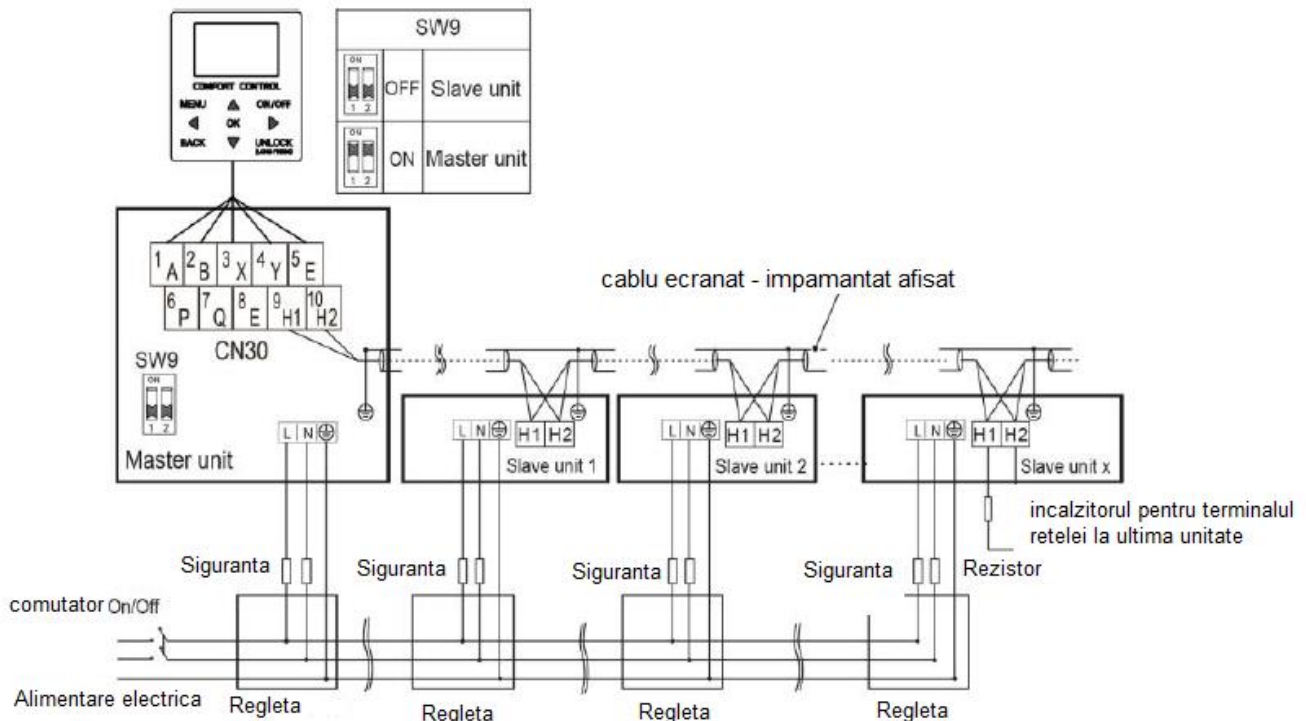 SW9
ON
1 2
OFF
Slave unit
ON
1 2
ON
Master unit
COMFORT CONTROL
MENU
ON/OFF
OK
BACK
UNLOCK
(LONG PRESS)
1 A
2 B
3 X
4 Y
5 E
6 P
7 Q
8 E
9 H1
10 H2
CN30
SW9
ON
1 2
cablu ecranat - impamantat afisat
L N
Master unit
L N
H1 H2
Slave unit 1
L N
H1 H2
Slave unit 2
L N
H1 H2
Slave unit x
incalzitorul pentru terminalul
retelei la ultima unitate
Siguranta
Siguranta
Siguranta
Siguranta
Rezistor
comutator On/Off
Alimentare electrica
Regleta
Regleta
Regleta
Regleta